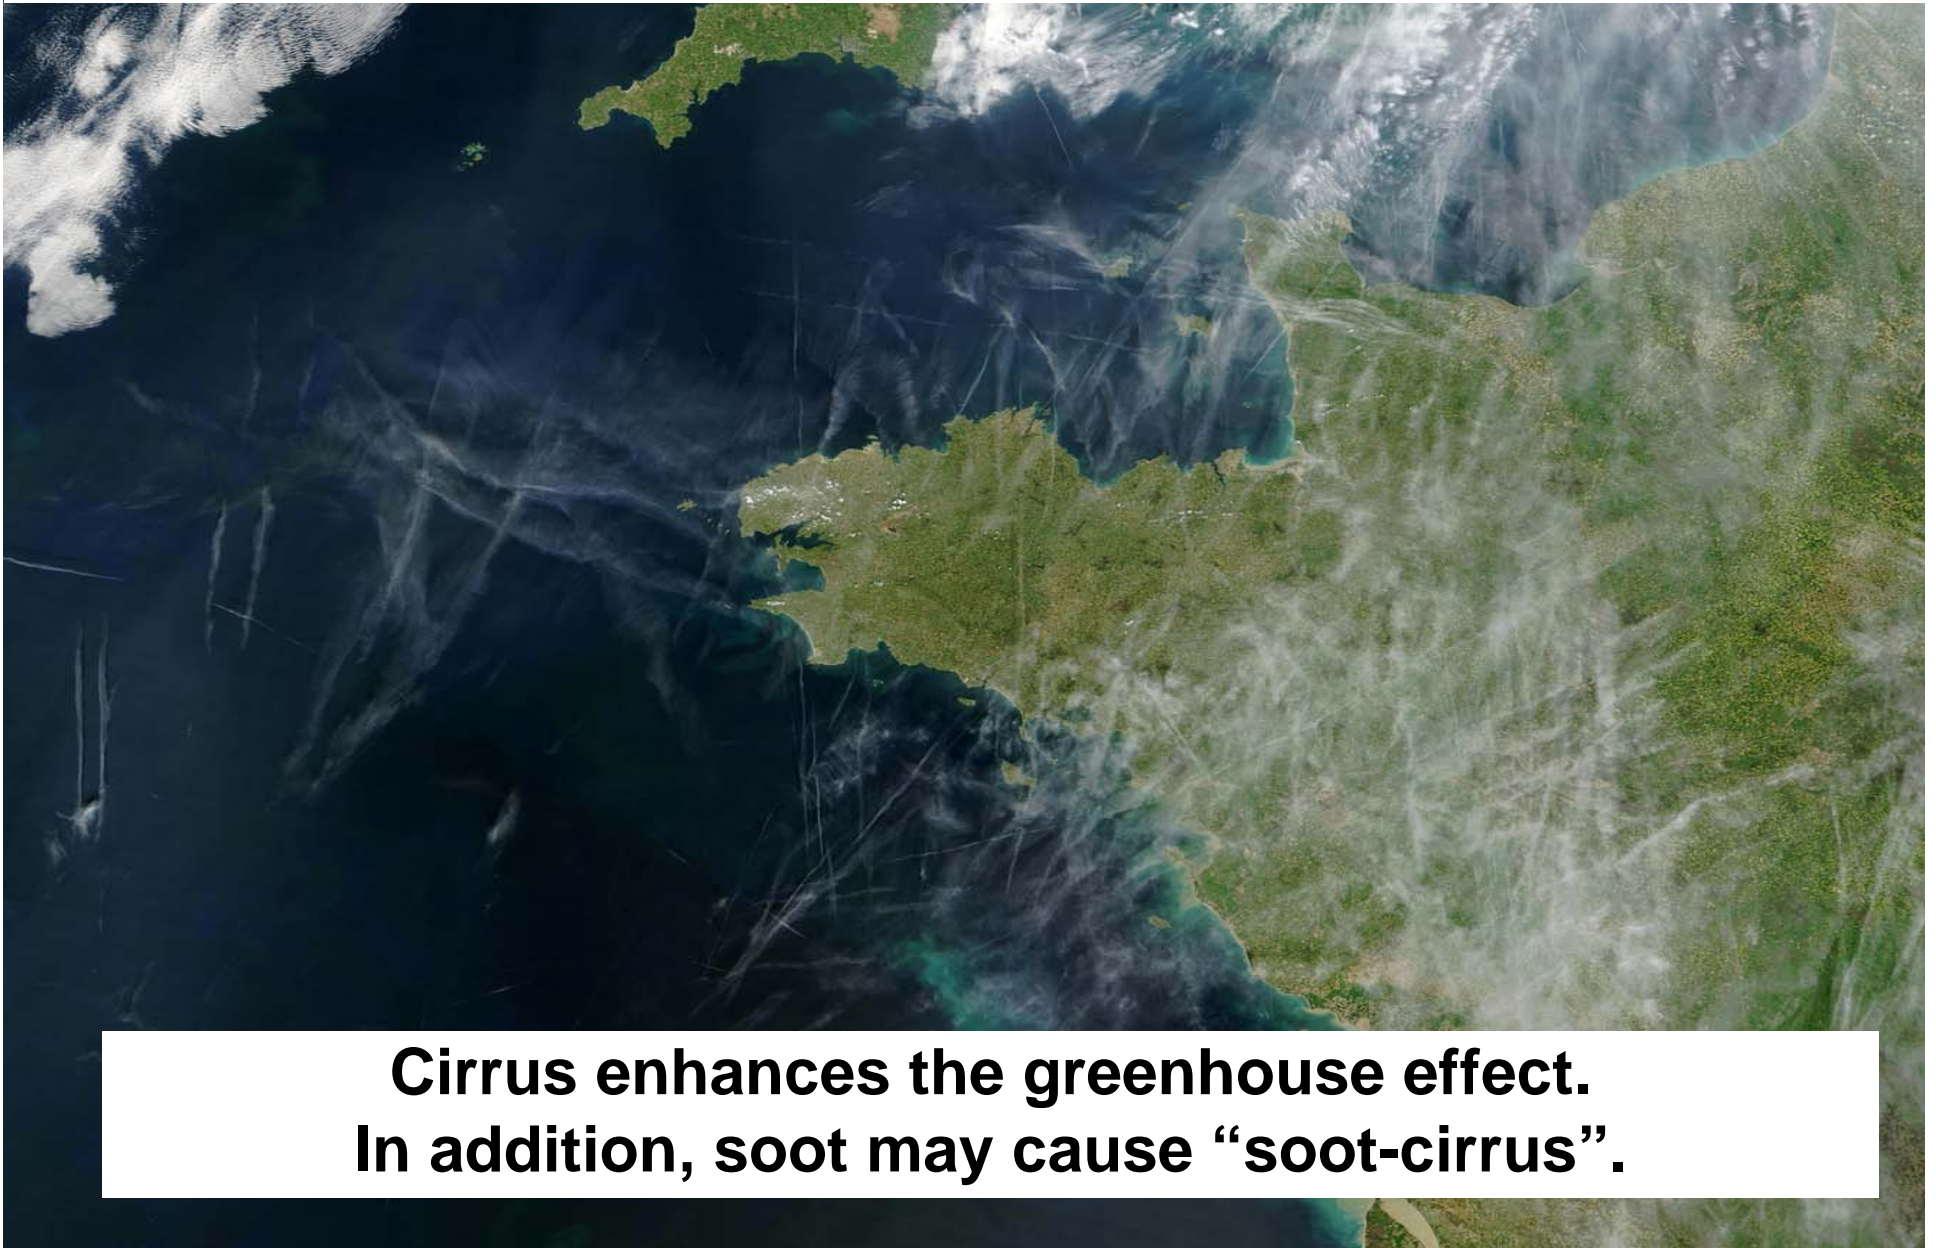 Cirrus enhances the greenhouse effect.
In addition, soot may cause “soot-cirrus”.